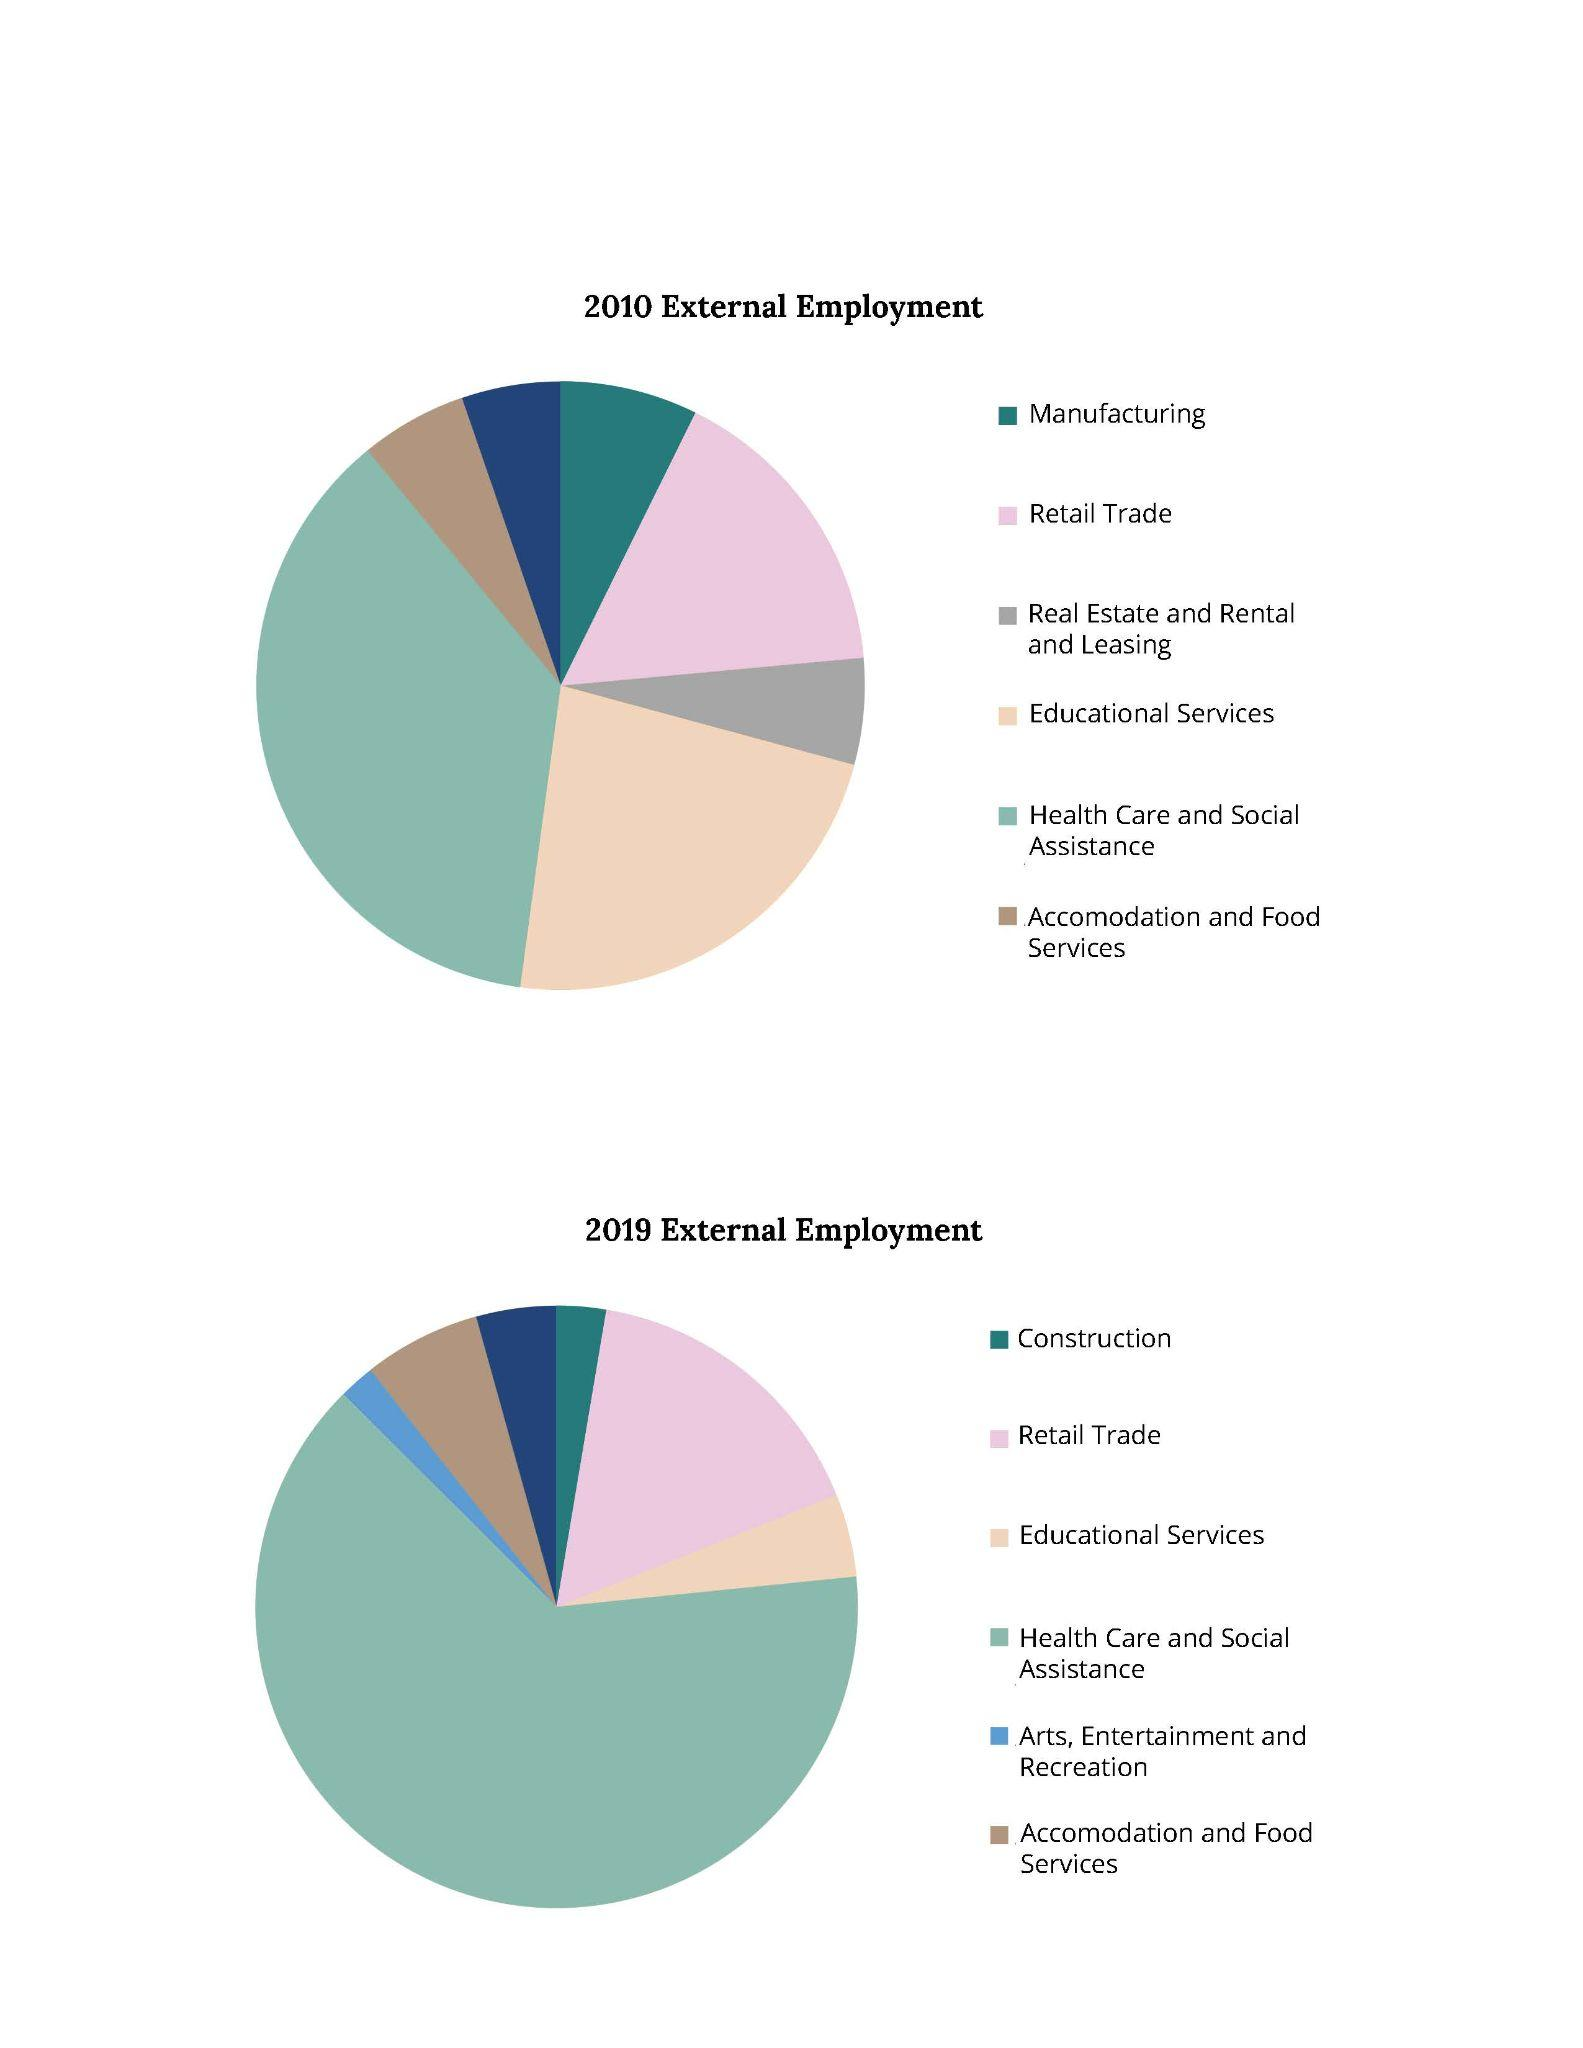 2010 External Employment
Manufacturing
Retail Trade
Real Estate and Rental
and Leasing
Educational Services
Health Care and Social
Assistance
Accomodation and Food
Services
2019 External Employment
Construction
Retail Trade
Educational Services
Health Care and Social
Assistance
Arts, Entertainment and
Recreation
Accomodation and Food
Services